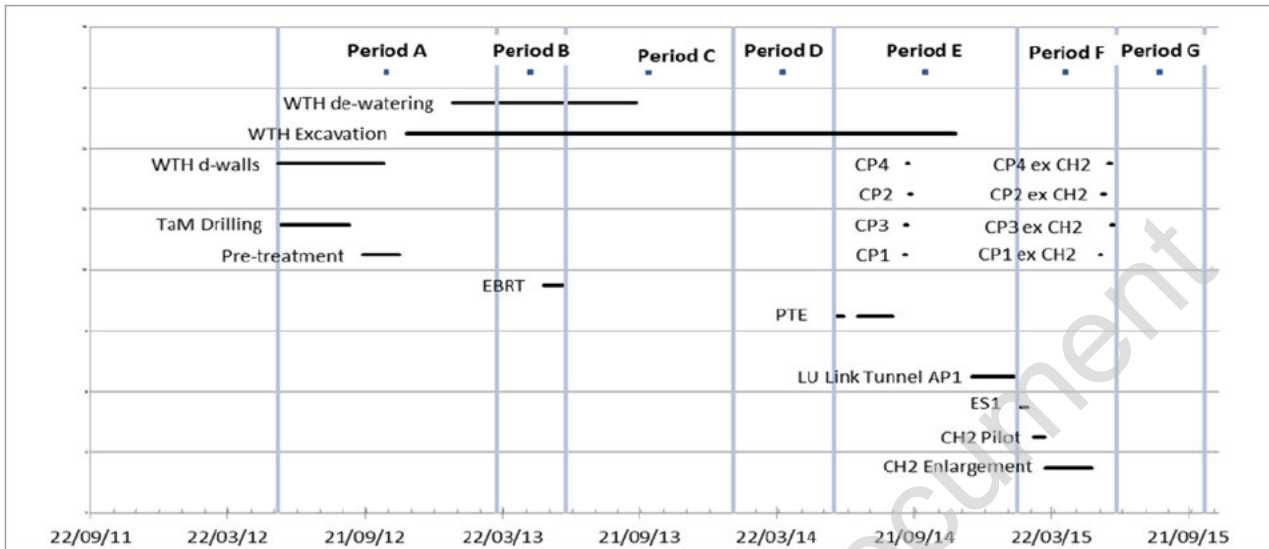 Period A Period B Period C Period D Period E Period F Period G
WTH de-watering
WTH Excavation
WTH d-walls CP4 CP4 ex CH2
CP2 CP2 ex CH2
TaM Drilling CP3 CP3 ex CH2
Pre-treatment CP1 CP1 ex CH2
EBRT
PTE
LU Link Tunnel AP1
ES1
CH2 Pilot
CH2 Enlargement
22/09/11 22/03/12 21/09/12 22/03/13 21/09/13 22/03/14 21/09/14 22/03/15 21/09/15